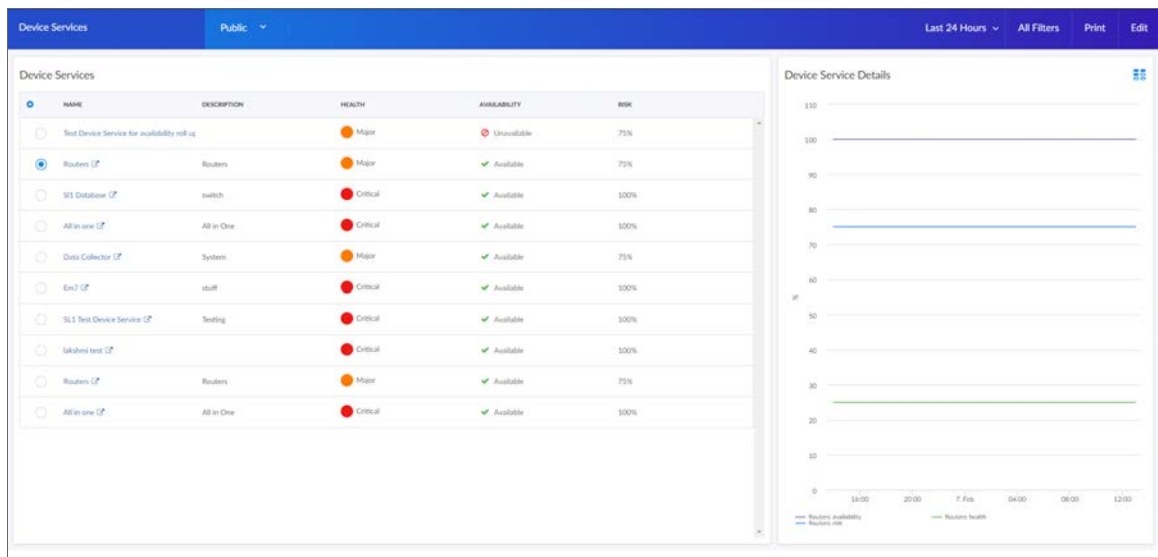 Device Services Public Last 24 Hours All Filters Print Edit
Device Services
NAME DESCRIPTION HEALTH AVAILABILITY RISK
Test Device Service for availability roll up Major Unavailable 75%
Routers Routers Major Available 75%
SI1 Database switch Critical Available 100%
All in one All in One Critical Available 100%
Data Collector System Major Available 75%
Em7 stuff Critical Available 100%
SL1 Test Device Service Testing Critical Available 100%
lakshmi test Critical Available 100%
Routers Routers Major Available 75%
All in one All in One Critical Available 100%
Device Service Details
110
100
90
80
70
60
%
50
40
30
20
10
0
16:00 20:00 7. Feb 04:00 08:00 12:00
Routers: availability Routers: health
Routers: risk